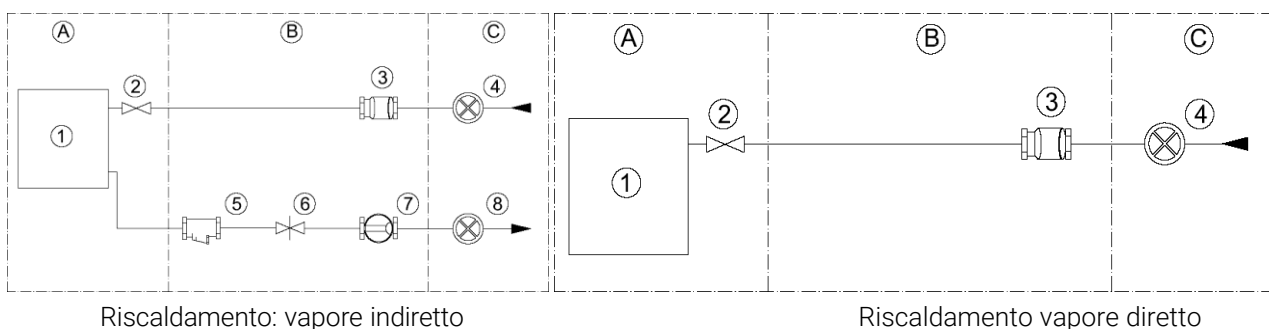 A B C
2 3 4
1
5 6 7 8
Riscaldamento: vapore indiretto
A B C
2 3 4
1
Riscaldamento vapore diretto